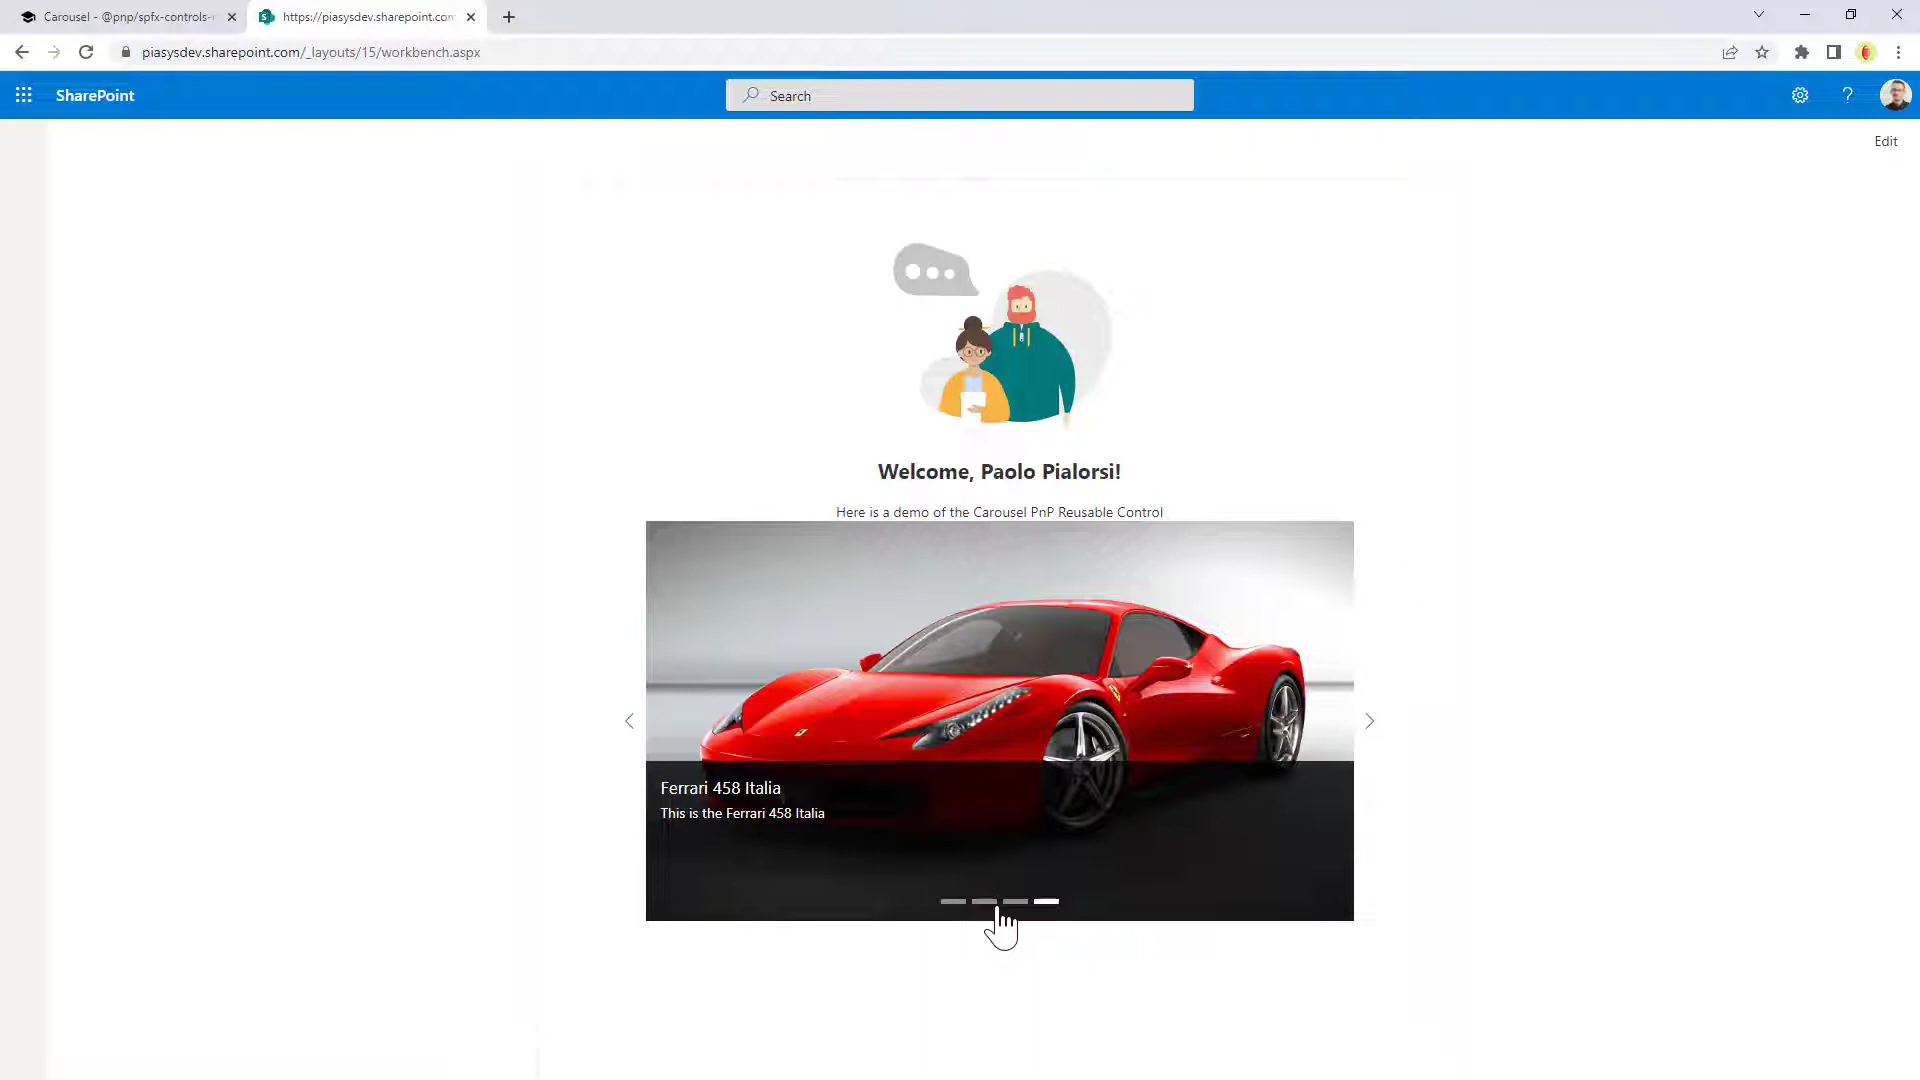 Carousel - @pnp/spfx-controls-
https://piasysdev.sharepoint.com
piasysdev.sharepoint.com/_layouts/15/workbench.aspx
SharePoint
Search
?
Edit
Welcome, Paolo Pialorsi!
Here is a demo of the Carousel PnP Reusable Control
Ferrari 458 Italia
This is the Ferrari 458 Italia